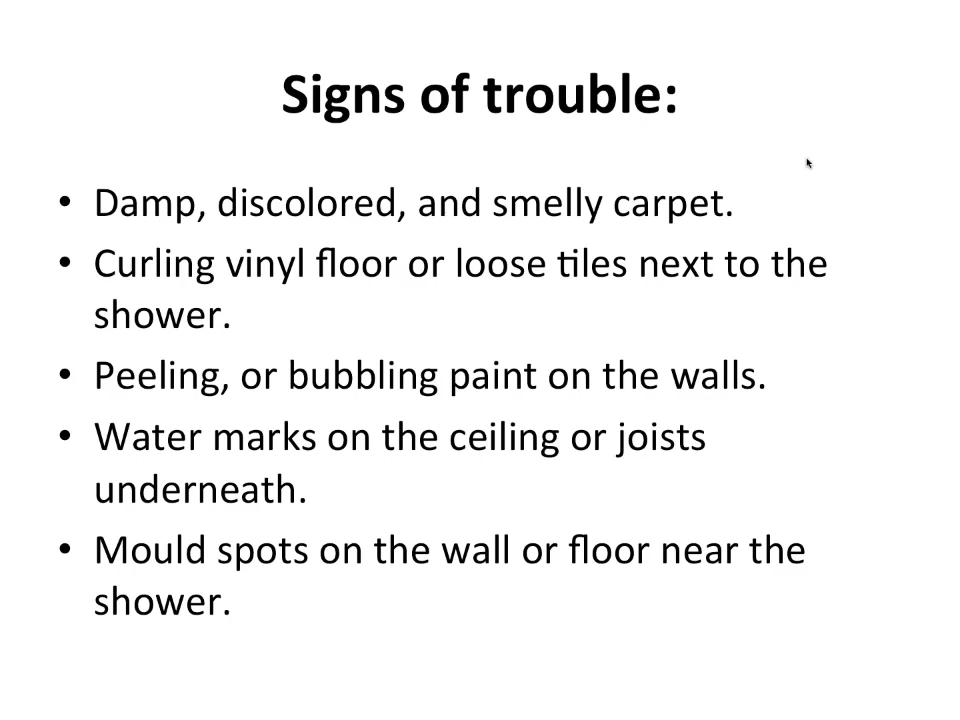 Signs of trouble:
• Damp, discolored, and smelly carpet.
• Curling vinyl floor or loose tiles next to the
shower.
• Peeling, or bubbling paint on the walls.
• Water marks on the ceiling or joists
underneath.
• Mould spots on the wall or floor near the
shower.